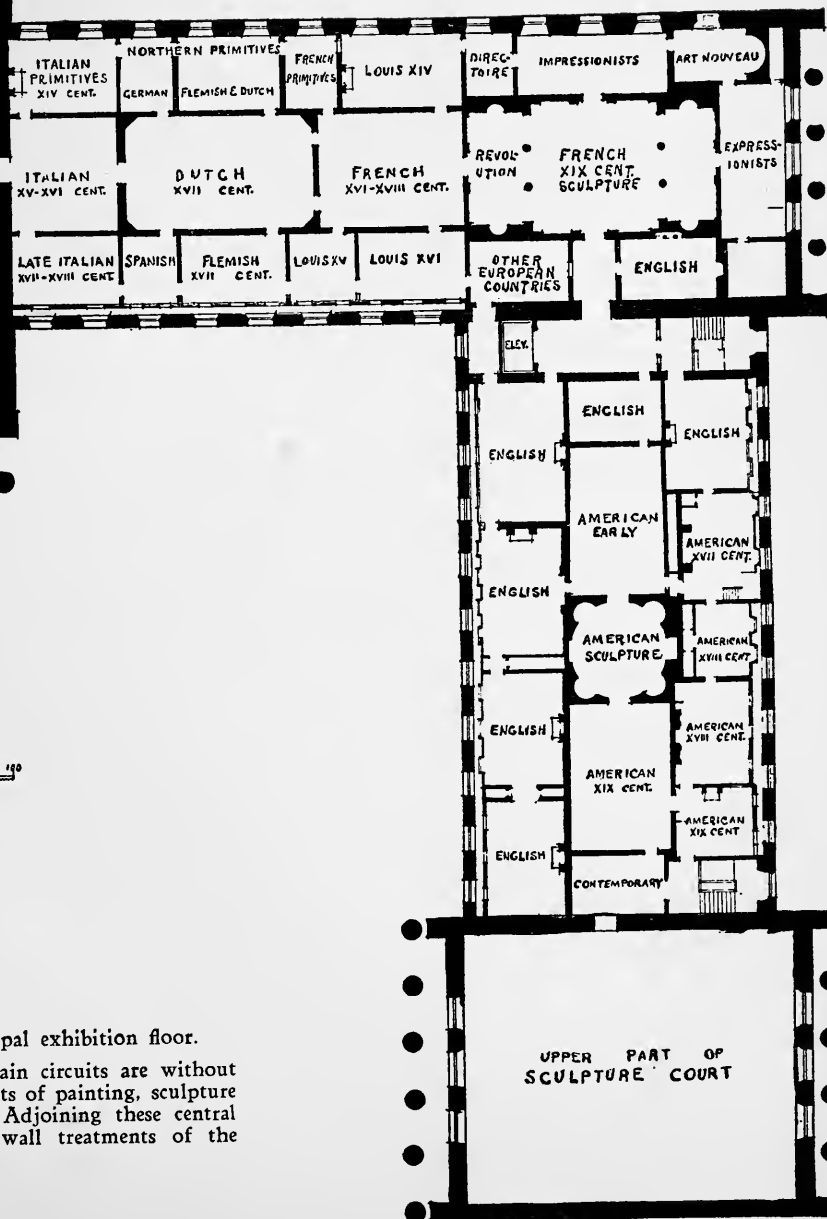 ITALIAN
PRIMITIVES
XIV CENT.
NORTHERN PRIMITIVES
GERMAN
FLEMISH & DUTCH
FRENCH
PRIMITIVES
LOUIS XIV
DIREC-
TOIRE
IMPRESSIONISTS
ART NOUVEAU
ITALIAN
XV-XVI CENT.
DUTCH
XVII CENT.
FRENCH
XVI-XVIII CENT.
REVOL-
UTION
FRENCH
XIX CENT.
SCULPTURE
EXPRESS-
IONISTS
LATE ITALIAN
XVII-XVIII CENT
SPANISH
FLEMISH
XVII CENT.
LOUIS XV
LOUIS XVI
OTHER
EUROPEAN
COUNTRIES
ENGLISH
ELEV.
ENGLISH
ENGLISH
ENGLISH
AMERICAN
EARLY
AMERICAN
XVII CENT.
ENGLISH
AMERICAN
SCULPTURE
AMERICAN
XVIII CENT
ENGLISH
AMERICAN
XVIII CENT.
AMERICAN
XIX CENT.
AMERICAN
XIX CENT
ENGLISH
CONTEMPORARY
100
pal exhibition floor.
ain circuits are without
ts of painting, sculpture
Adjoining these central
wall treatments of the
UPPER PART OF
SCULPTURE COURT